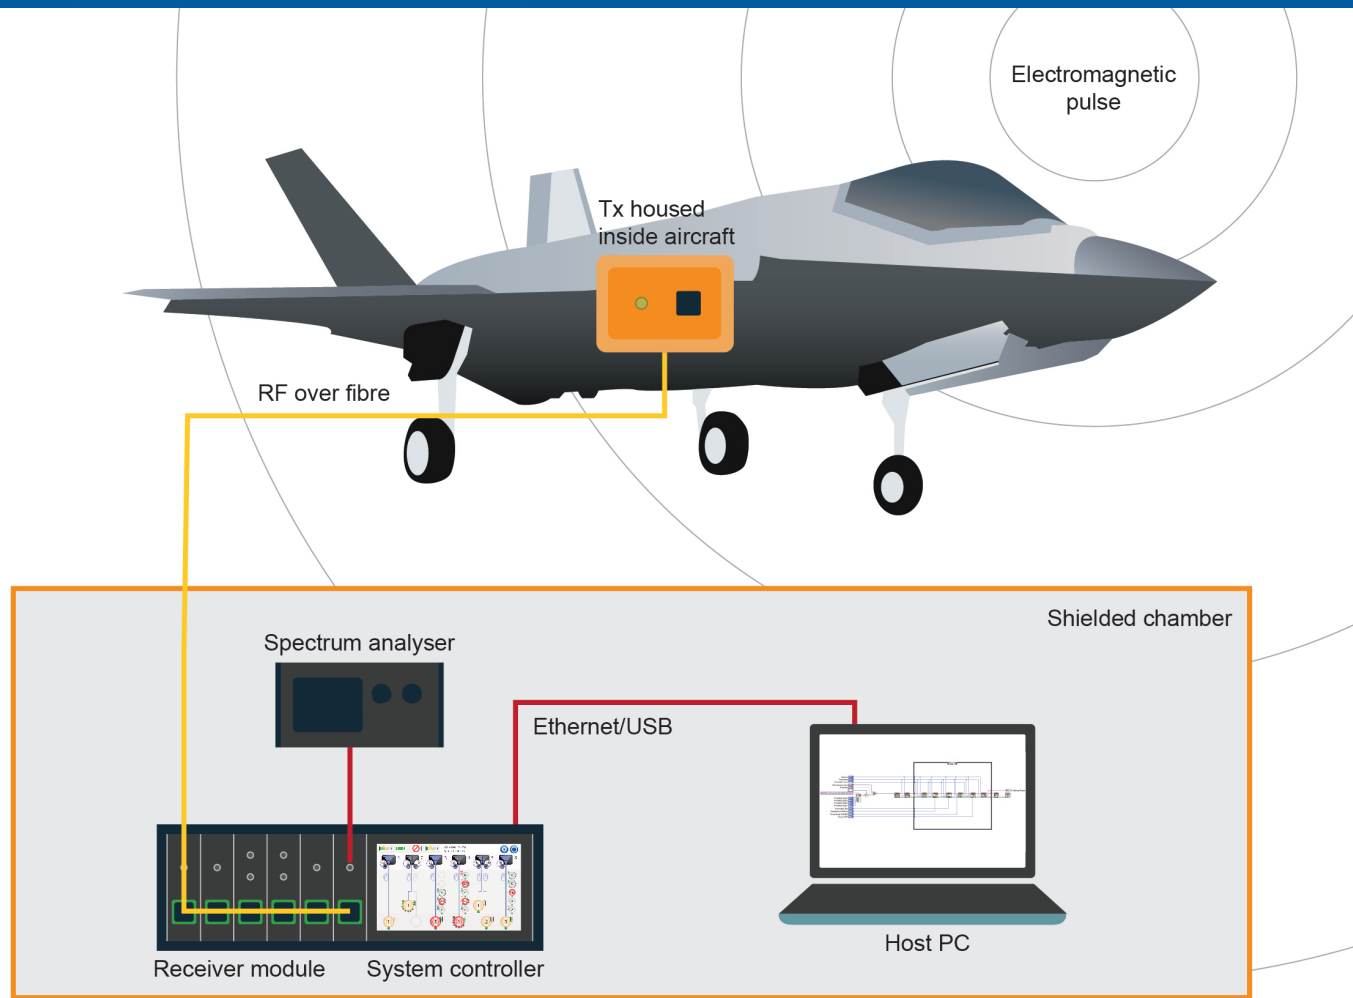 Electromagnetic
pulse
Tx housed
inside aircraft
RF over fibre
Shielded chamber
Spectrum analyser
Ethernet/USB
Host PC
Receiver module
System controller